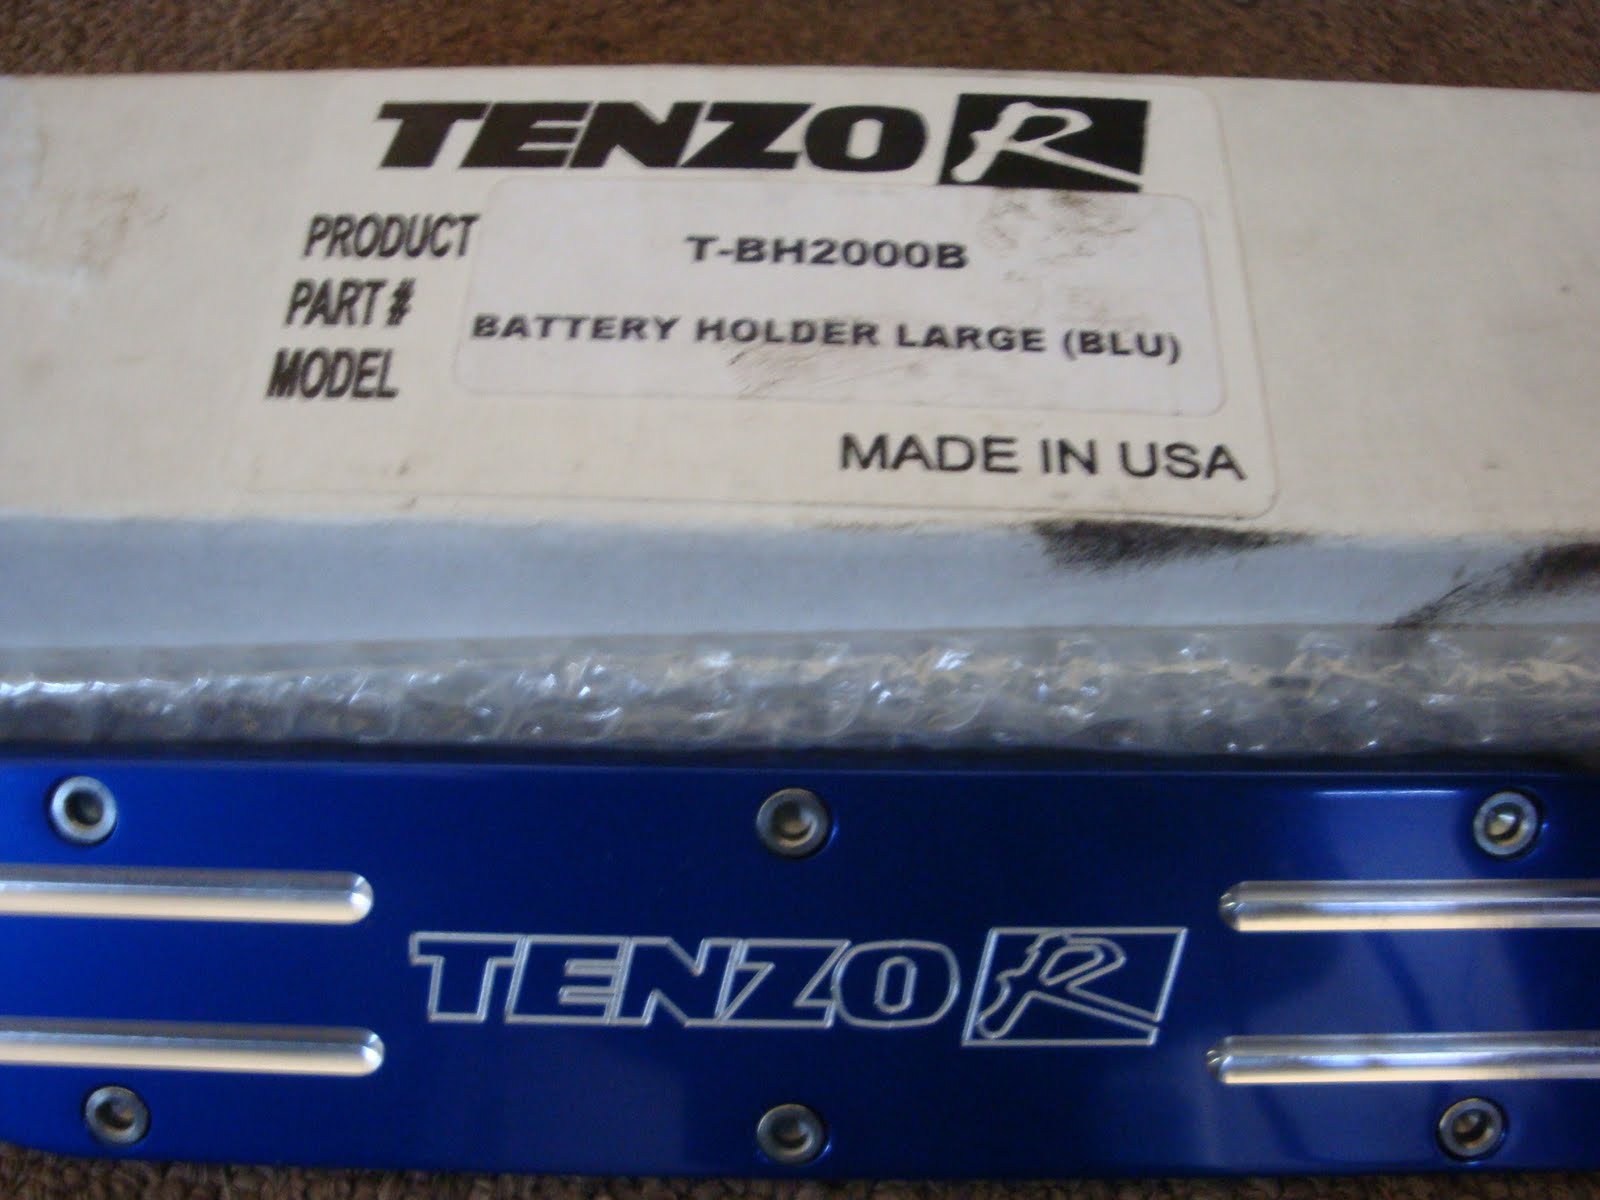 TENZO R
PRODUCT
T-BH2000B
PART #
BATTERY HOLDER LARGE (BLU)
MODEL
MADE IN USA
TENZO R